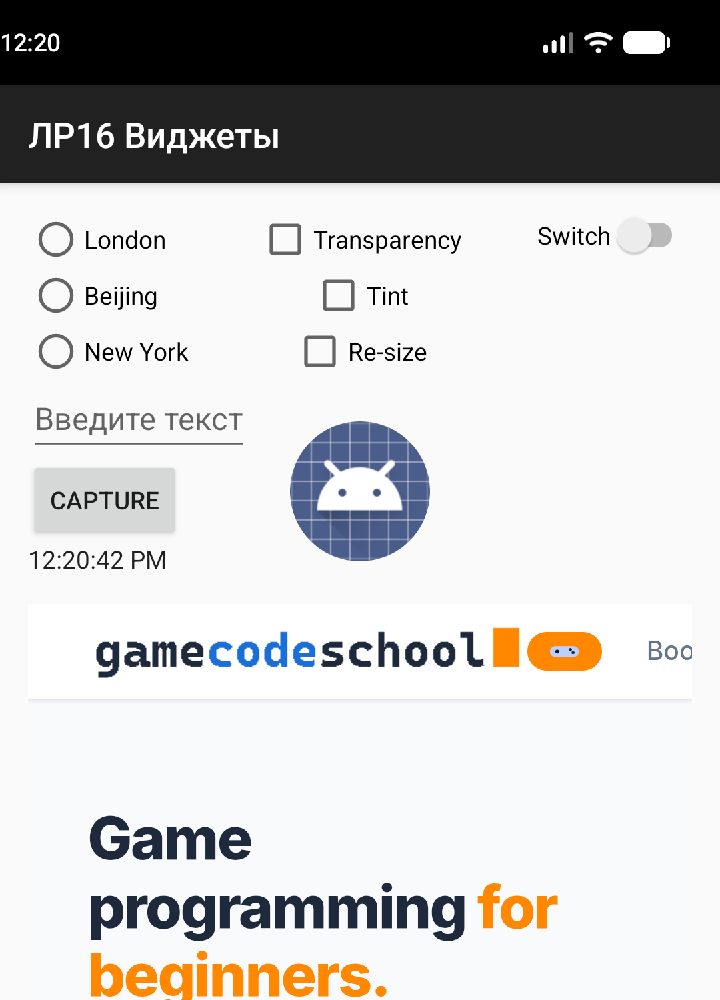 12:20
ЛР16 Виджеты
London
Transparency
Switch
Beijing
Tint
New York
Re-size
Введите текст
CAPTURE
12:20:42 PM
gamecodeschool
Boo
Game
programming for
beginners.